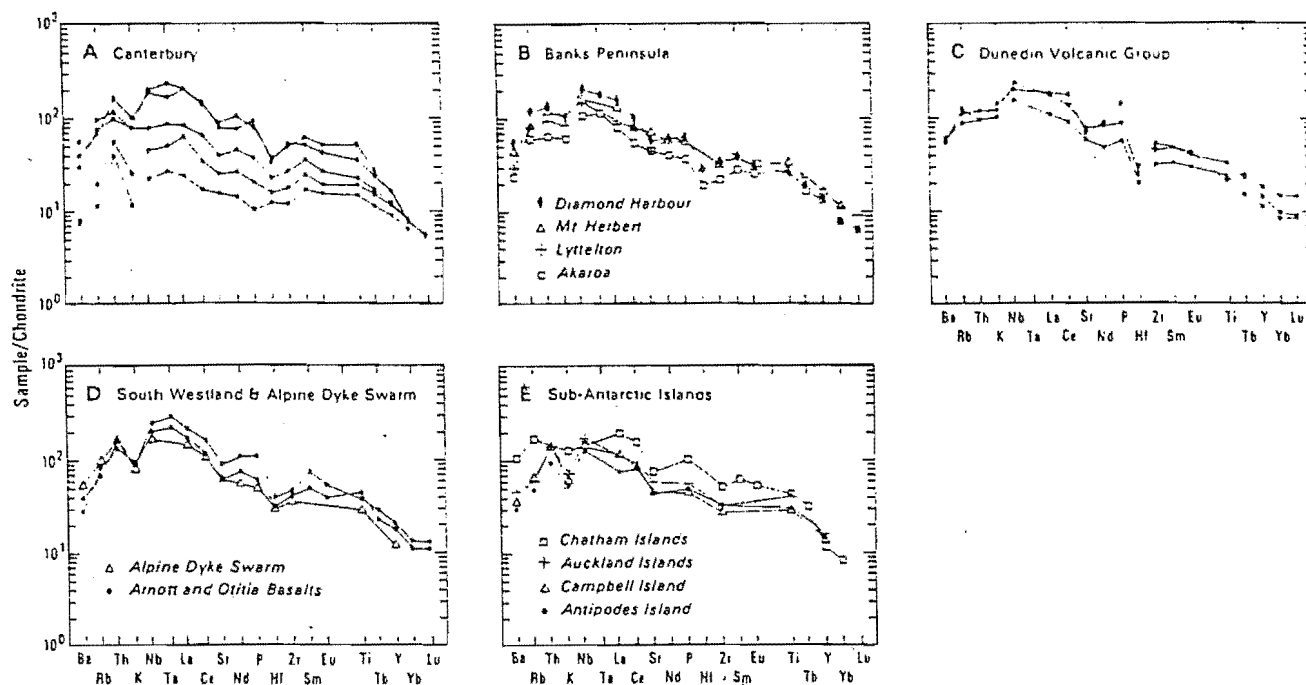 A Canterbury
B Banks Peninsula
C Dunedin Volcanic Group
10³
10²
10¹
10⁰
Diamond Harbour
Mt Herbert
Lyttelton
Akaroa
Ba Th Nb La Sr P Zr Eu Ti Y Lu
Rb K Ta Ce Nd Hf Sm Tb Yb
Sample/Chondrite
D South Westland & Alpine Dyke Swarm
E Sub-Antarctic Islands
10³
10²
10¹
10⁰
Alpine Dyke Swarm
Arnott and Otitia Basalts
Chatham Islands
Auckland Islands
Campbell Island
Antipodes Island
Ba Th Nb La Sr P Zr Eu Ti Y Lu
Rb K Ta Ce Nd Hf Sm Tb Yb
Ba Th Nb La Sr P Zr Eu Ti Y Lu
Rb K Ta Ce Nd Hf Sm Tb Yb